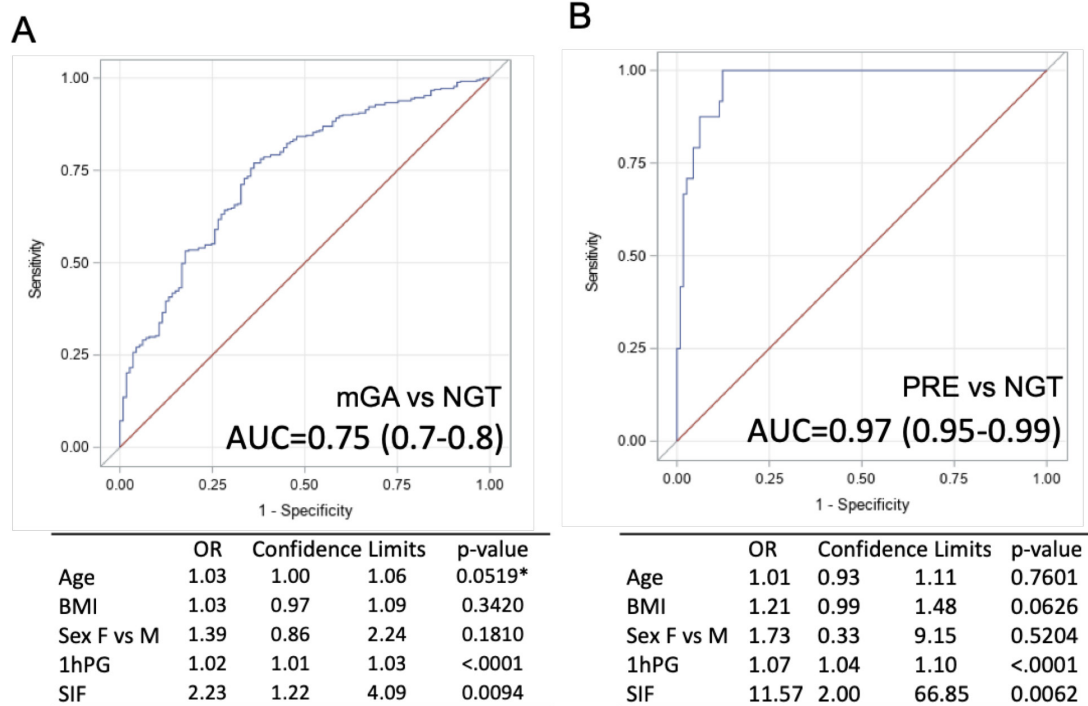 A
1.00
0.75
0.50
0.25
0.00
Sensitivity
mGA vs NGT
AUC=0.75 (0.7-0.8)
0.00 0.25 0.50 0.75 1.00
1 - Specificity
OR Confidence Limits p-value
Age 1.03 1.00 1.06 0.0519*
BMI 1.03 0.97 1.09 0.3420
Sex F vs M 1.39 0.86 2.24 0.1810
1hPG 1.02 1.01 1.03 <.0001
SIF 2.23 1.22 4.09 0.0094
B
1.00
0.75
0.50
0.25
0.00
Sensitivity
PRE vs NGT
AUC=0.97 (0.95-0.99)
0.00 0.25 0.50 0.75 1.00
1 - Specificity
OR Confidence Limits p-value
Age 1.01 0.93 1.11 0.7601
BMI 1.21 0.99 1.48 0.0626
Sex F vs M 1.73 0.33 9.15 0.5204
1hPG 1.07 1.04 1.10 <.0001
SIF 11.57 2.00 66.85 0.0062